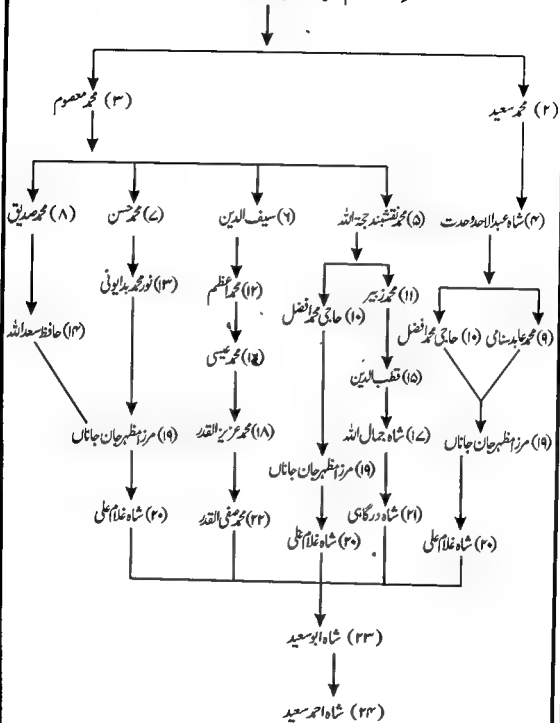 (۲) محمد سعید
(۳) محمد معصوم
(۴) شاہ عبدالاحد وحدت
(۵) محمد نقشبند حجۃ اللہ
(۶) سیف الدین
(۷) محمد حسن
(۸) محمد صدیق
(۹) محمد عابد سنامی
(۱۰) حاجی محمد افضل
(۱۱) محمد زبیر
(۱۰) حاجی محمد افضل
(۱۲) محمد اعظم
(۱۳) نور محمد بدایونی
(۱۴) حافظ سعد اللہ
محمد عیسی
(۱۵) قطب الدین
(۱۹) مرزا مظہر جان جاناں
(۱۷) شاہ جمال اللہ
(۱۸) محمد عزیز القدر
(۱۹) مرزا مظہر جان جاناں
(۱۹) مرزا مظہر جان جاناں
(۲۰) شاہ غلام علی
(۲۱) شاہ درگاہی
(۲۰) شاہ غلام علی
(۲۲) محمد صفی القدر
(۲۰) شاہ غلام علی
(۲۳) شاہ ابو سعید
(۲۴) شاہ احمد سعید